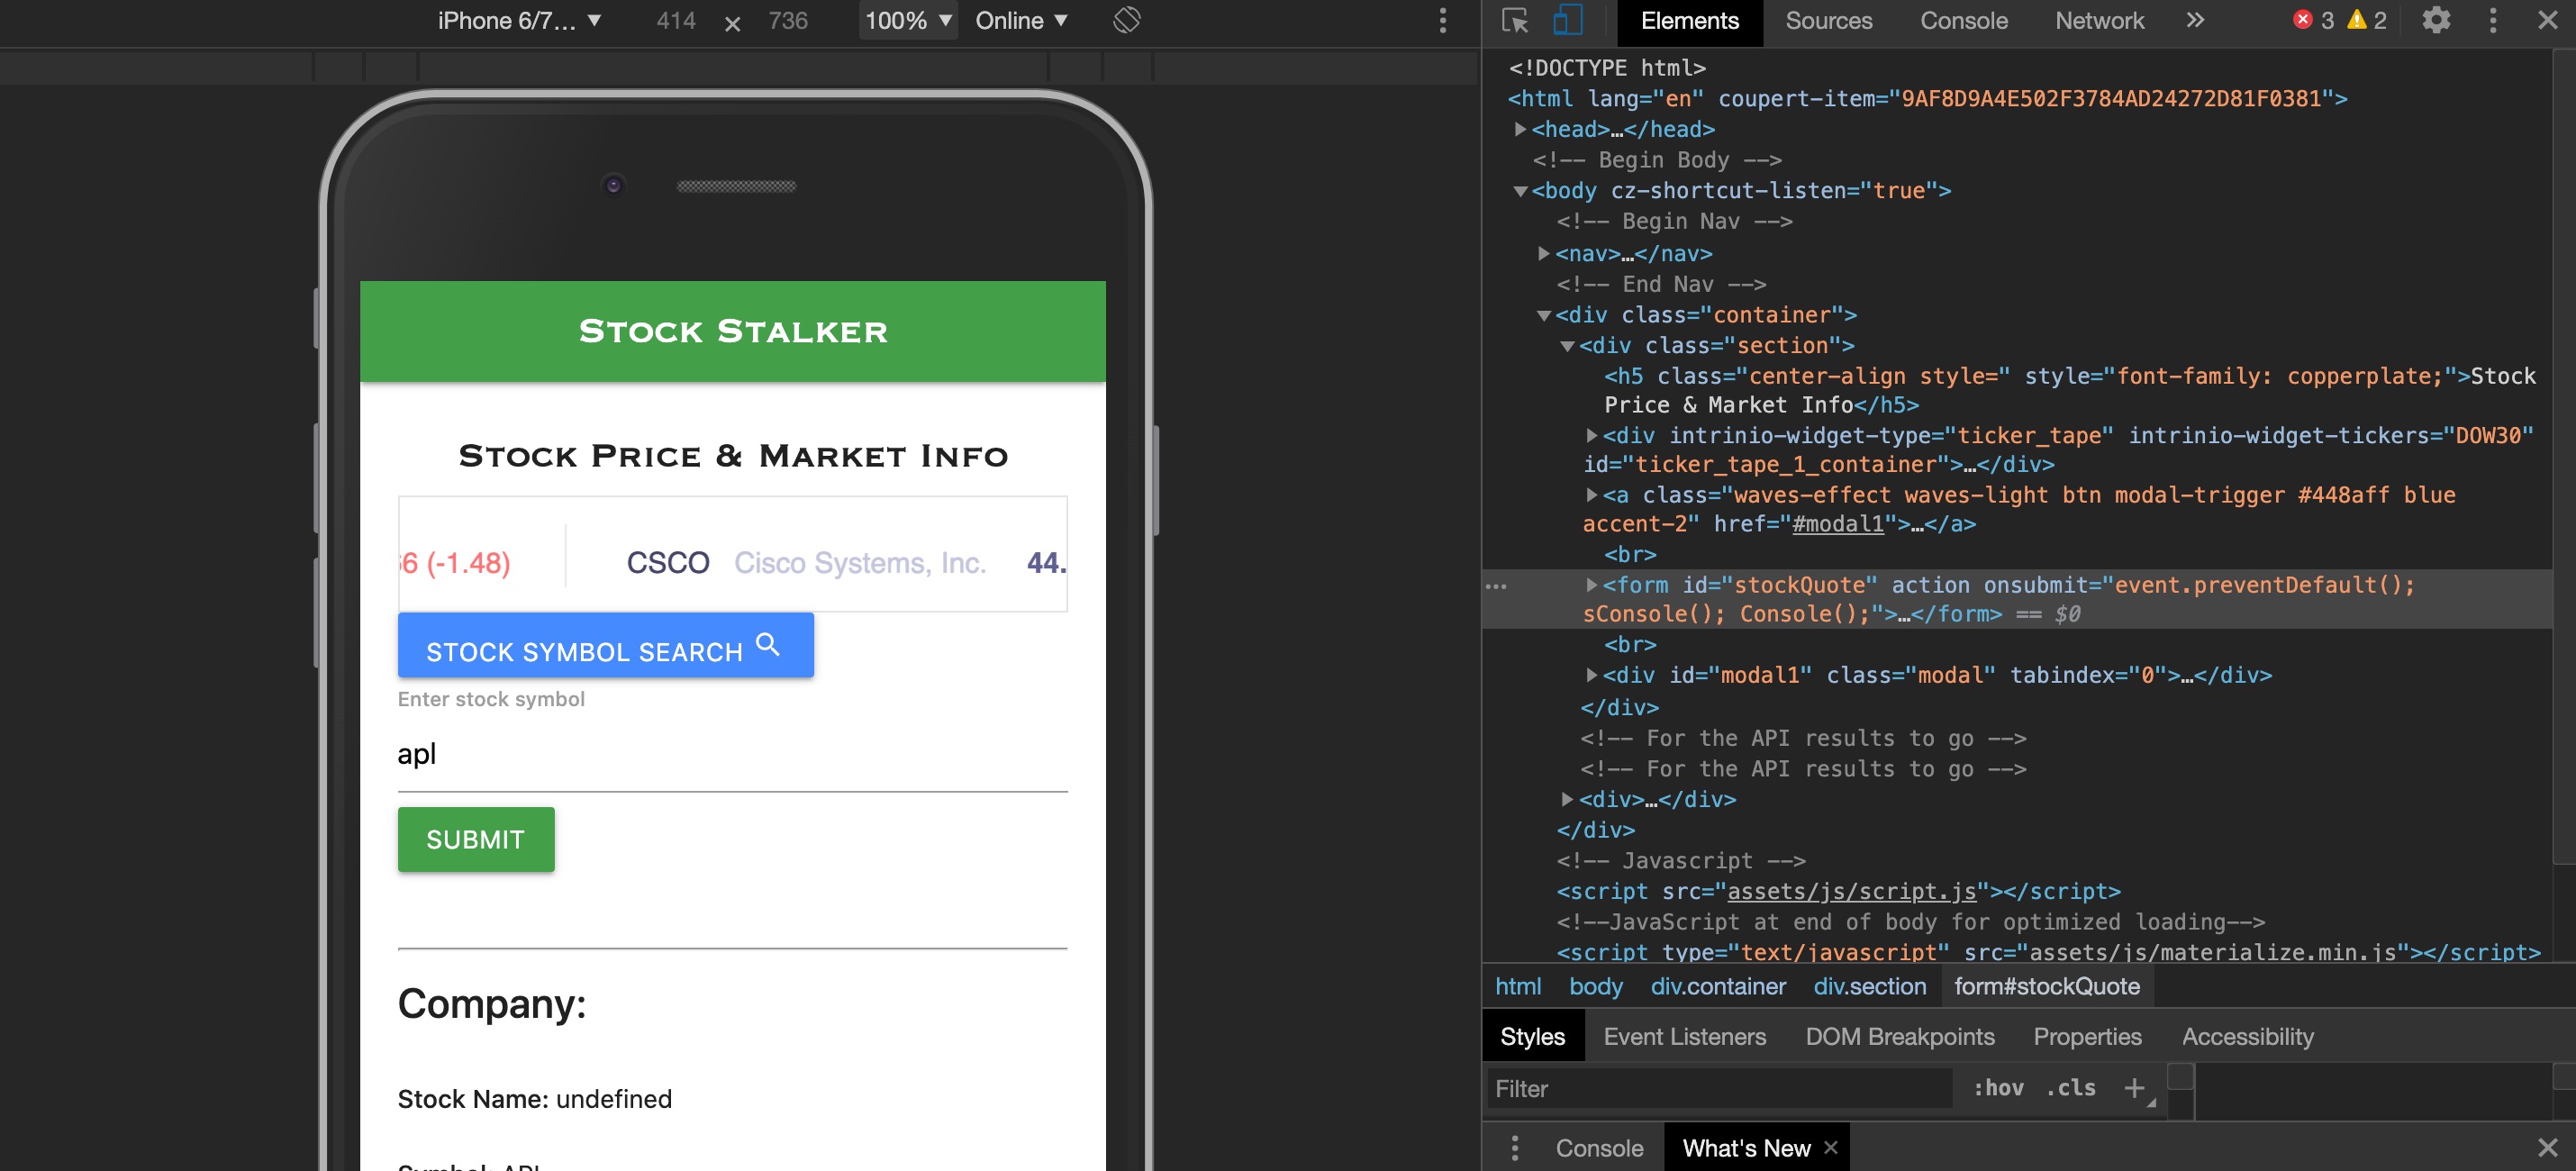 iPhone 6/7… ▼ 414 × 736 100% ▼ Online ▼
Stock Stalker
Stock Price & Market Info
6 (-1.48) CSCO Cisco Systems, Inc. 44.
STOCK SYMBOL SEARCH
Enter stock symbol
apl
SUBMIT
Company:
Stock Name: undefined
Elements Sources Console Network » 3 2
<!DOCTYPE html>
<html lang="en" coupert-item="9AF8D9A4E502F3784AD24272D81F0381">
▶<head>…</head>
<!-- Begin Body -->
▼<body cz-shortcut-listen="true">
<!-- Begin Nav -->
▶<nav>…</nav>
<!-- End Nav -->
▼<div class="container">
▼<div class="section">
<h5 class="center-align style=" style="font-family: copperplate;">Stock
Price & Market Info</h5>
▶<div intrinio-widget-type="ticker_tape" intrinio-widget-tickers="DOW30"
id="ticker_tape_1_container">…</div>
▶<a class="waves-effect waves-light btn modal-trigger #448aff blue
accent-2" href="#modal1">…</a>
<br>
▶<form id="stockQuote" action onsubmit="event.preventDefault();
sConsole(); Console();">…</form> == $0
<br>
▶<div id="modal1" class="modal" tabindex="0">…</div>
</div>
<!-- For the API results to go -->
<!-- For the API results to go -->
▶<div>…</div>
</div>
<!-- Javascript -->
<script src="assets/js/script.js"></script>
<!--JavaScript at end of body for optimized loading-->
<script type="text/javascript" src="assets/js/materialize.min.js"></script>
html body div.container div.section form#stockQuote
Styles Event Listeners DOM Breakpoints Properties Accessibility
Filter :hov .cls +
Console What's New ×